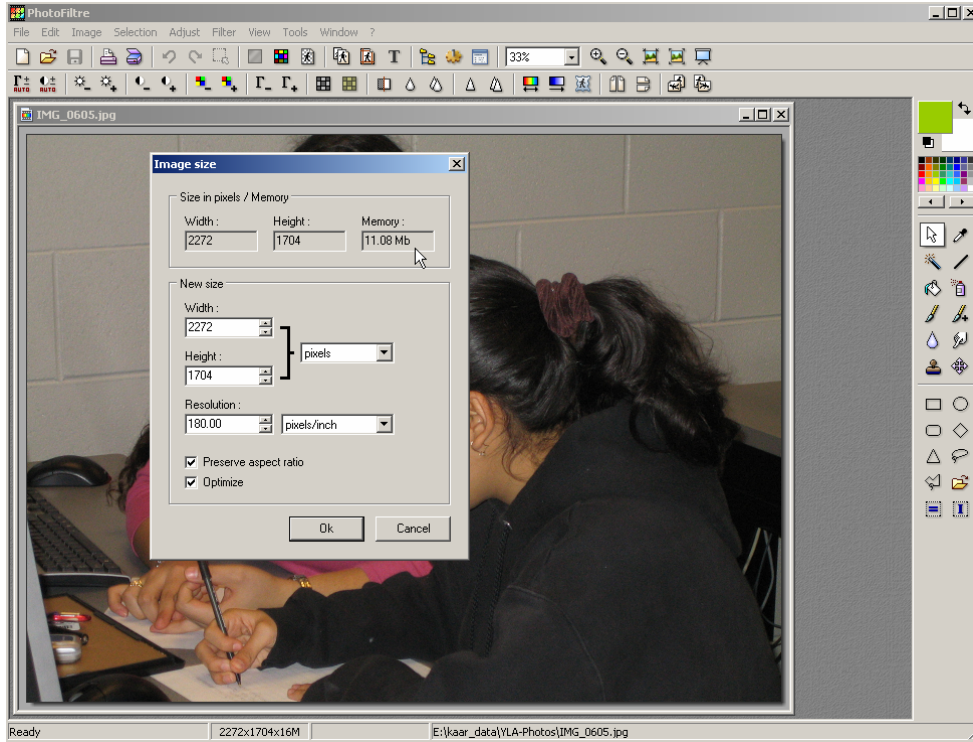 PhotoFiltre
File Edit Image Selection Adjust Filter View Tools Window ?
T 33%
AUTO AUTO
IMG_0605.jpg
Image size
Size in pixels / Memory
Width : Height : Memory :
2272 1704 11.08 Mb
New size
Width :
2272
pixels
Height :
1704
Resolution :
180.00 pixels/inch
Preserve aspect ratio
Optimize
Ok Cancel
Ready 2272x1704x16M E:\kaar_data\YLA-Photos\IMG_0605.jpg